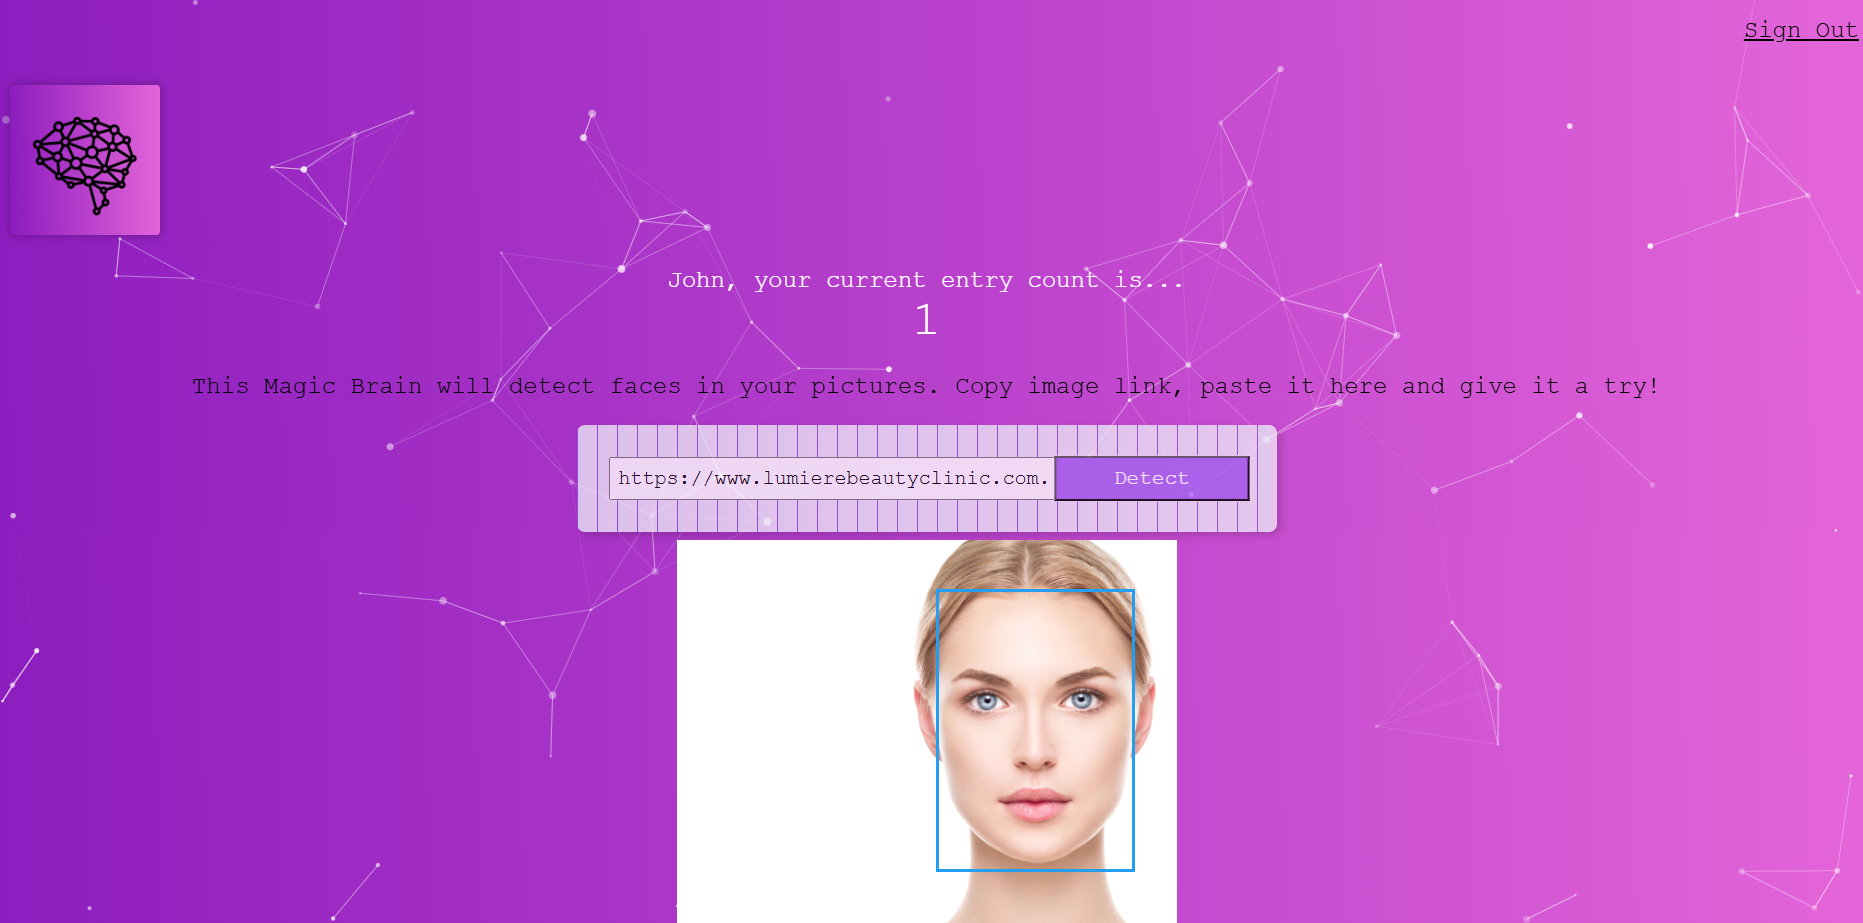 Sign Out
John, your current entry count is...
1
This Magic Brain will detect faces in your pictures. Copy image link, paste it here and give it a try!
https://www.lumierebeautyclinic.com.
Detect